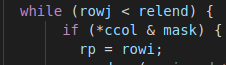 while (rowj < relend) {
if (*ccol & mask) {
rp = rowi;